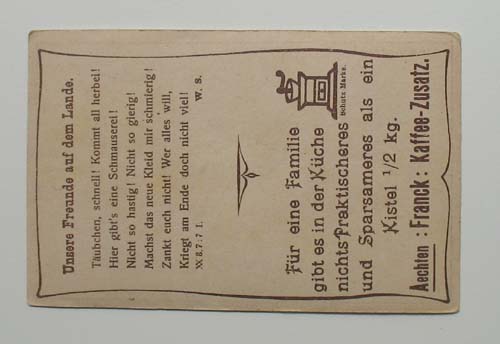 Unsere Freunde auf dem Lande.
Täubchen, schnell! Kommt all herbei!
Hier gibt's eine Schmauserei!
Nicht so hastig! Nicht so gierig!
Machst das neue Kleid mir schmierig!
Zankt euch nicht! Wer alles will,
Kriegt am Ende doch nicht viel!
W. S.
Schutz Marke.
Für eine Familie
gibt es in der Küche
nichts Praktischeres
und Sparsameres als ein
Kistel 1/2 kg.
Aechten : Franck : Kaffee-Zusatz.